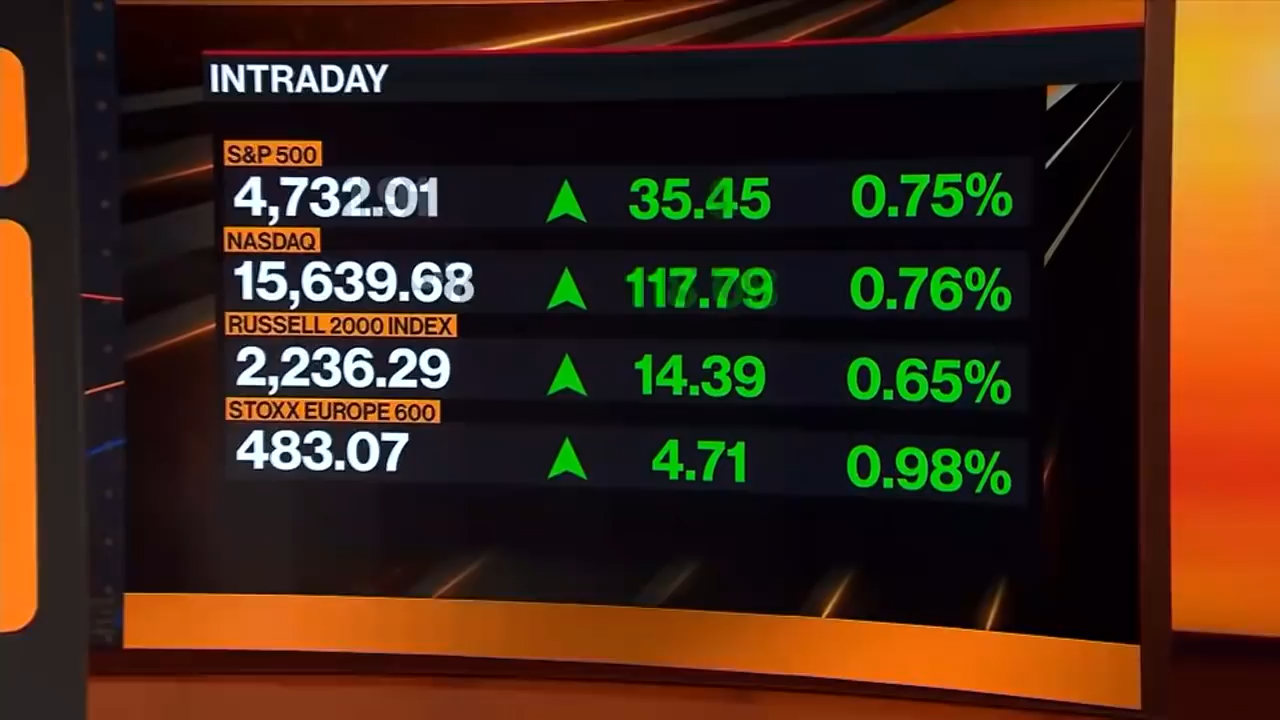 INTRADAY
S&P 500
4,732.01 35.45 0.75%
NASDAQ
15,639.68 117.79 0.76%
RUSSELL 2000 INDEX
2,236.29 14.39 0.65%
STOXX EUROPE 600
483.07 4.71 0.98%